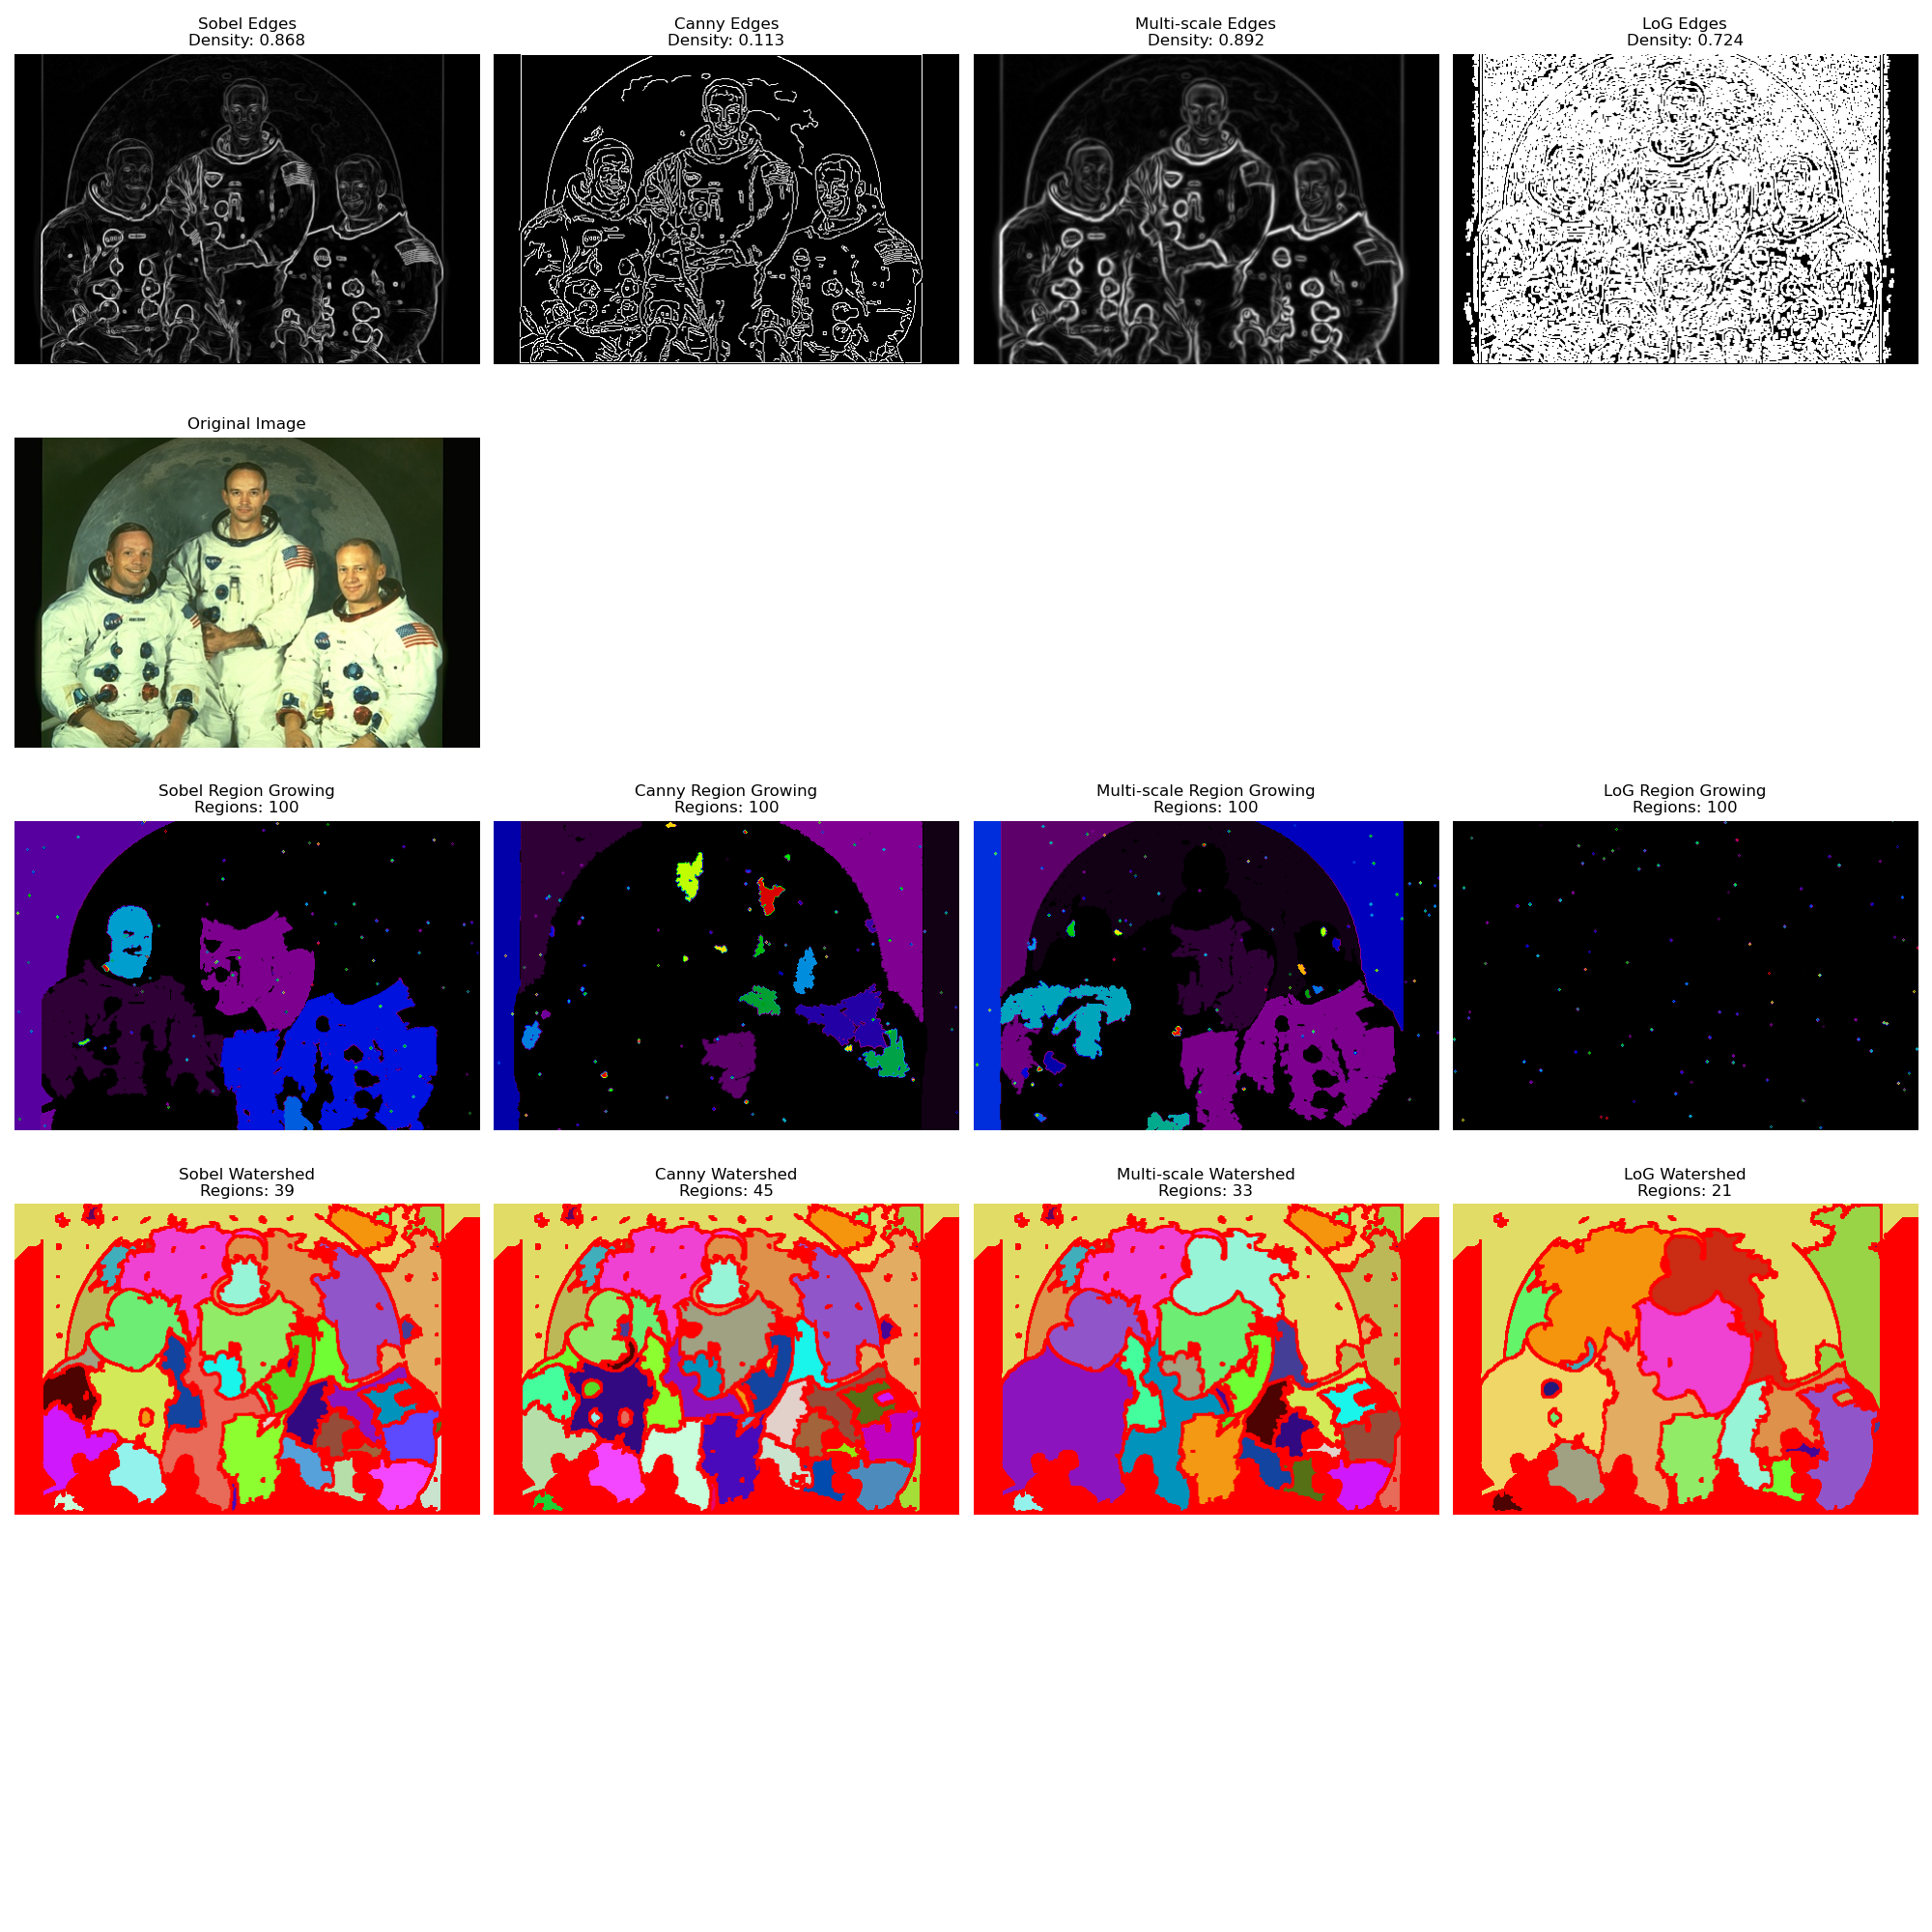 Sobel Edges
Density: 0.868
Canny Edges
Density: 0.113
Multi-scale Edges
Density: 0.892
LoG Edges
Density: 0.724
Original Image
Sobel Region Growing
Regions: 100
Canny Region Growing
Regions: 100
Multi-scale Region Growing
Regions: 100
LoG Region Growing
Regions: 100
Sobel Watershed
Regions: 39
Canny Watershed
Regions: 45
Multi-scale Watershed
Regions: 33
LoG Watershed
Regions: 21